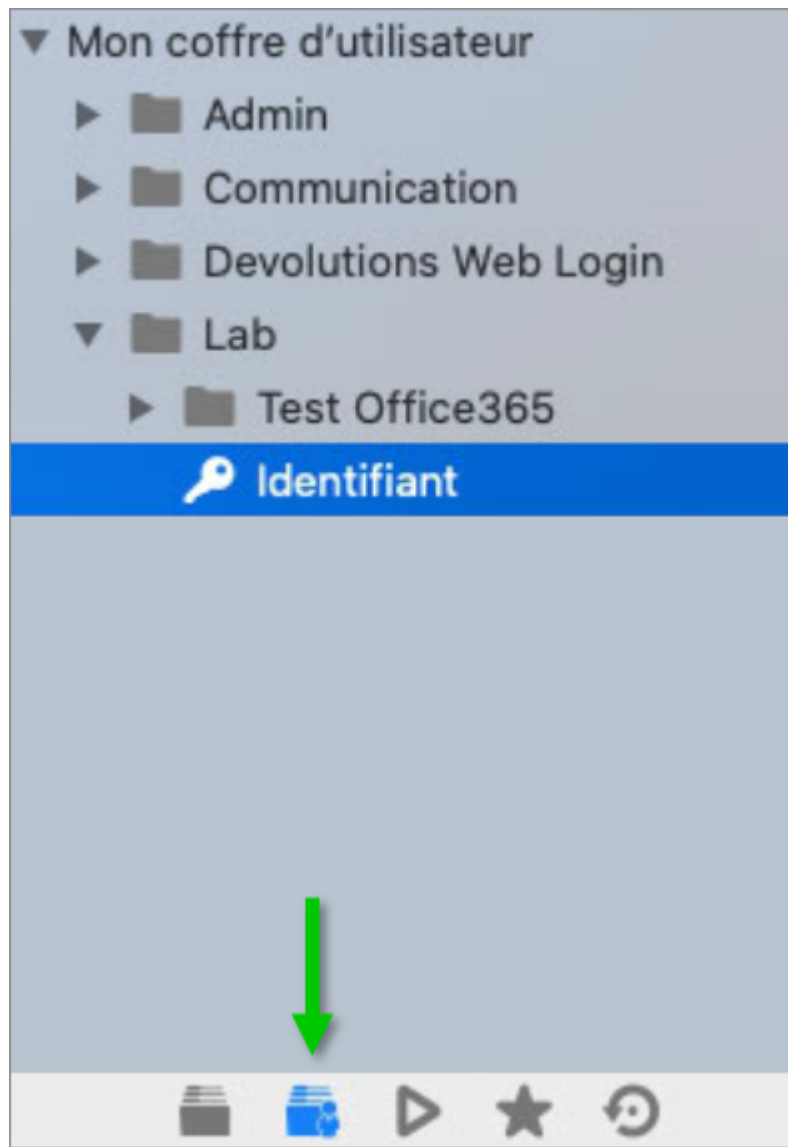 Mon coffre d’utilisateur
Admin
Communication
Devolutions Web Login
Lab
Test Office365
Identifiant